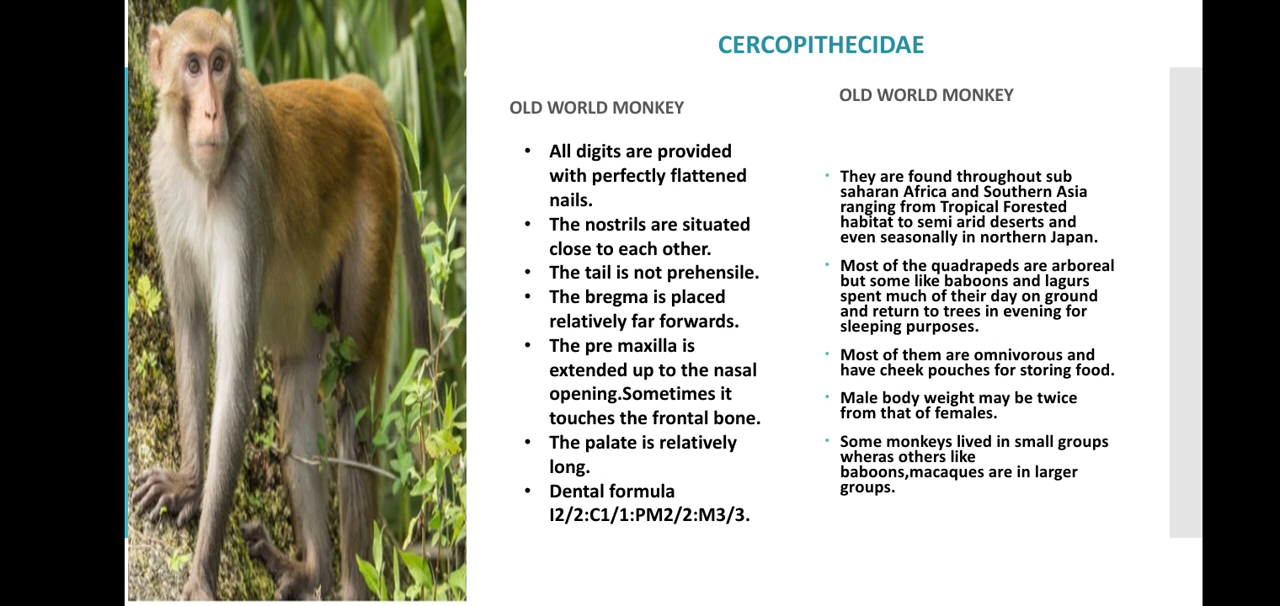 CERCOPITHECIDAE
OLD WORLD MONKEY
• All digits are provided
with perfectly flattened
nails.
• The nostrils are situated
close to each other.
• The tail is not prehensile.
• The bregma is placed
relatively far forwards.
• The pre maxilla is
extended up to the nasal
opening.Sometimes it
touches the frontal bone.
• The palate is relatively
long.
• Dental formula
I2/2:C1/1:PM2/2:M3/3.
OLD WORLD MONKEY
• They are found throughout sub
saharan Africa and Southern Asia
ranging from Tropical Forested
habitat to semi arid deserts and
even seasonally in northern Japan.
• Most of the quadrapeds are arboreal
but some like baboons and lagurs
spent much of their day on ground
and return to trees in evening for
sleeping purposes.
• Most of them are omnivorous and
have cheek pouches for storing food.
• Male body weight may be twice
from that of females.
• Some monkeys lived in small groups
wheras others like
baboons,macaques are in larger
groups.